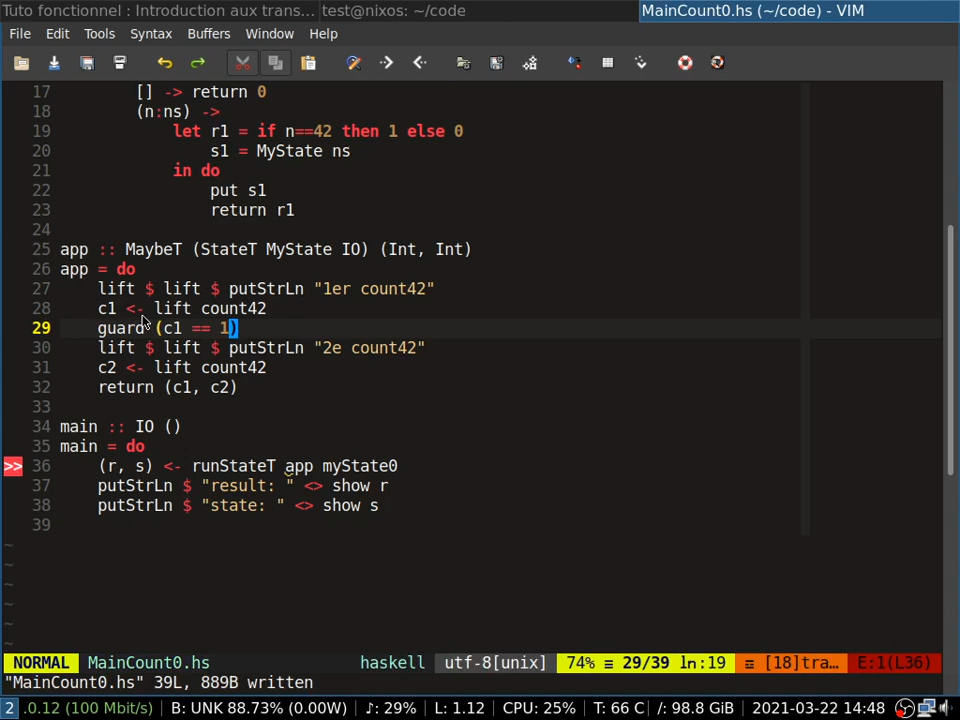 Tuto fonctionnel : Introduction aux trans... test@nixos: ~/code MainCount0.hs (~/code) - VIM
File Edit Tools Syntax Buffers Window Help
17 [] -> return 0
18 (n:ns) ->
19 let r1 = if n==42 then 1 else 0
20 s1 = MyState ns
21 in do
22 put s1
23 return r1
24
25 app :: MaybeT (StateT MyState IO) (Int, Int)
26 app = do
27 lift $ lift $ putStrLn "1er count42"
28 c1 <- lift count42
29 guard (c1 == 1)
30 lift $ lift $ putStrLn "2e count42"
31 c2 <- lift count42
32 return (c1, c2)
33
34 main :: IO ()
35 main = do
>> 36 (r, s) <- runStateT app myState0
37 putStrLn $ "result: " <> show r
38 putStrLn $ "state: " <> show s
39
~
~
~
~
~
~
NORMAL MainCount0.hs haskell utf-8[unix] 74% ≡ 29/39 ln:19 ≡ [18]tra… E:1(L36)
"MainCount0.hs" 39L, 889B written
2 .0.12 (100 Mbit/s) B: UNK 88.73% (0.00W) ♪: 29% L: 1.12 CPU: 25% T: 66 C /: 98.8 GiB 2021-03-22 14:48